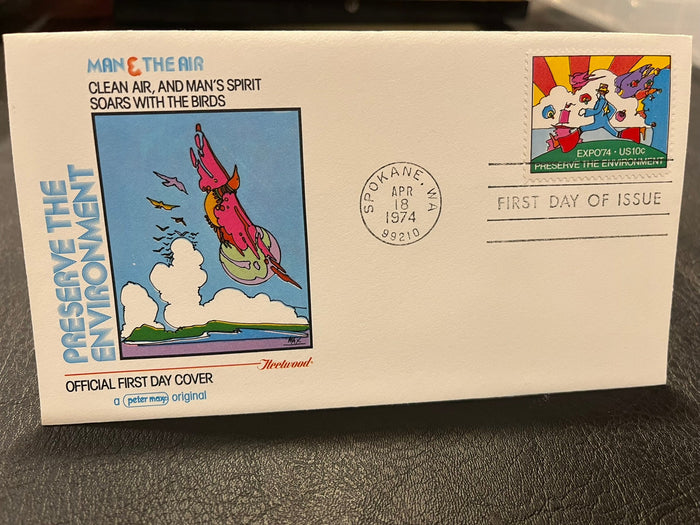 MAN & THE AIR
CLEAN AIR, AND MAN'S SPIRIT
SOARS WITH THE BIRDS
PRESERVE THE
ENVIRONMENT
MAX
Fleetwood
OFFICIAL FIRST DAY COVER
a peter max original
SPOKANE, WA
APR
18
1974
99210
EXPO'74 · US10c
PRESERVE THE ENVIRONMENT
FIRST DAY OF ISSUE